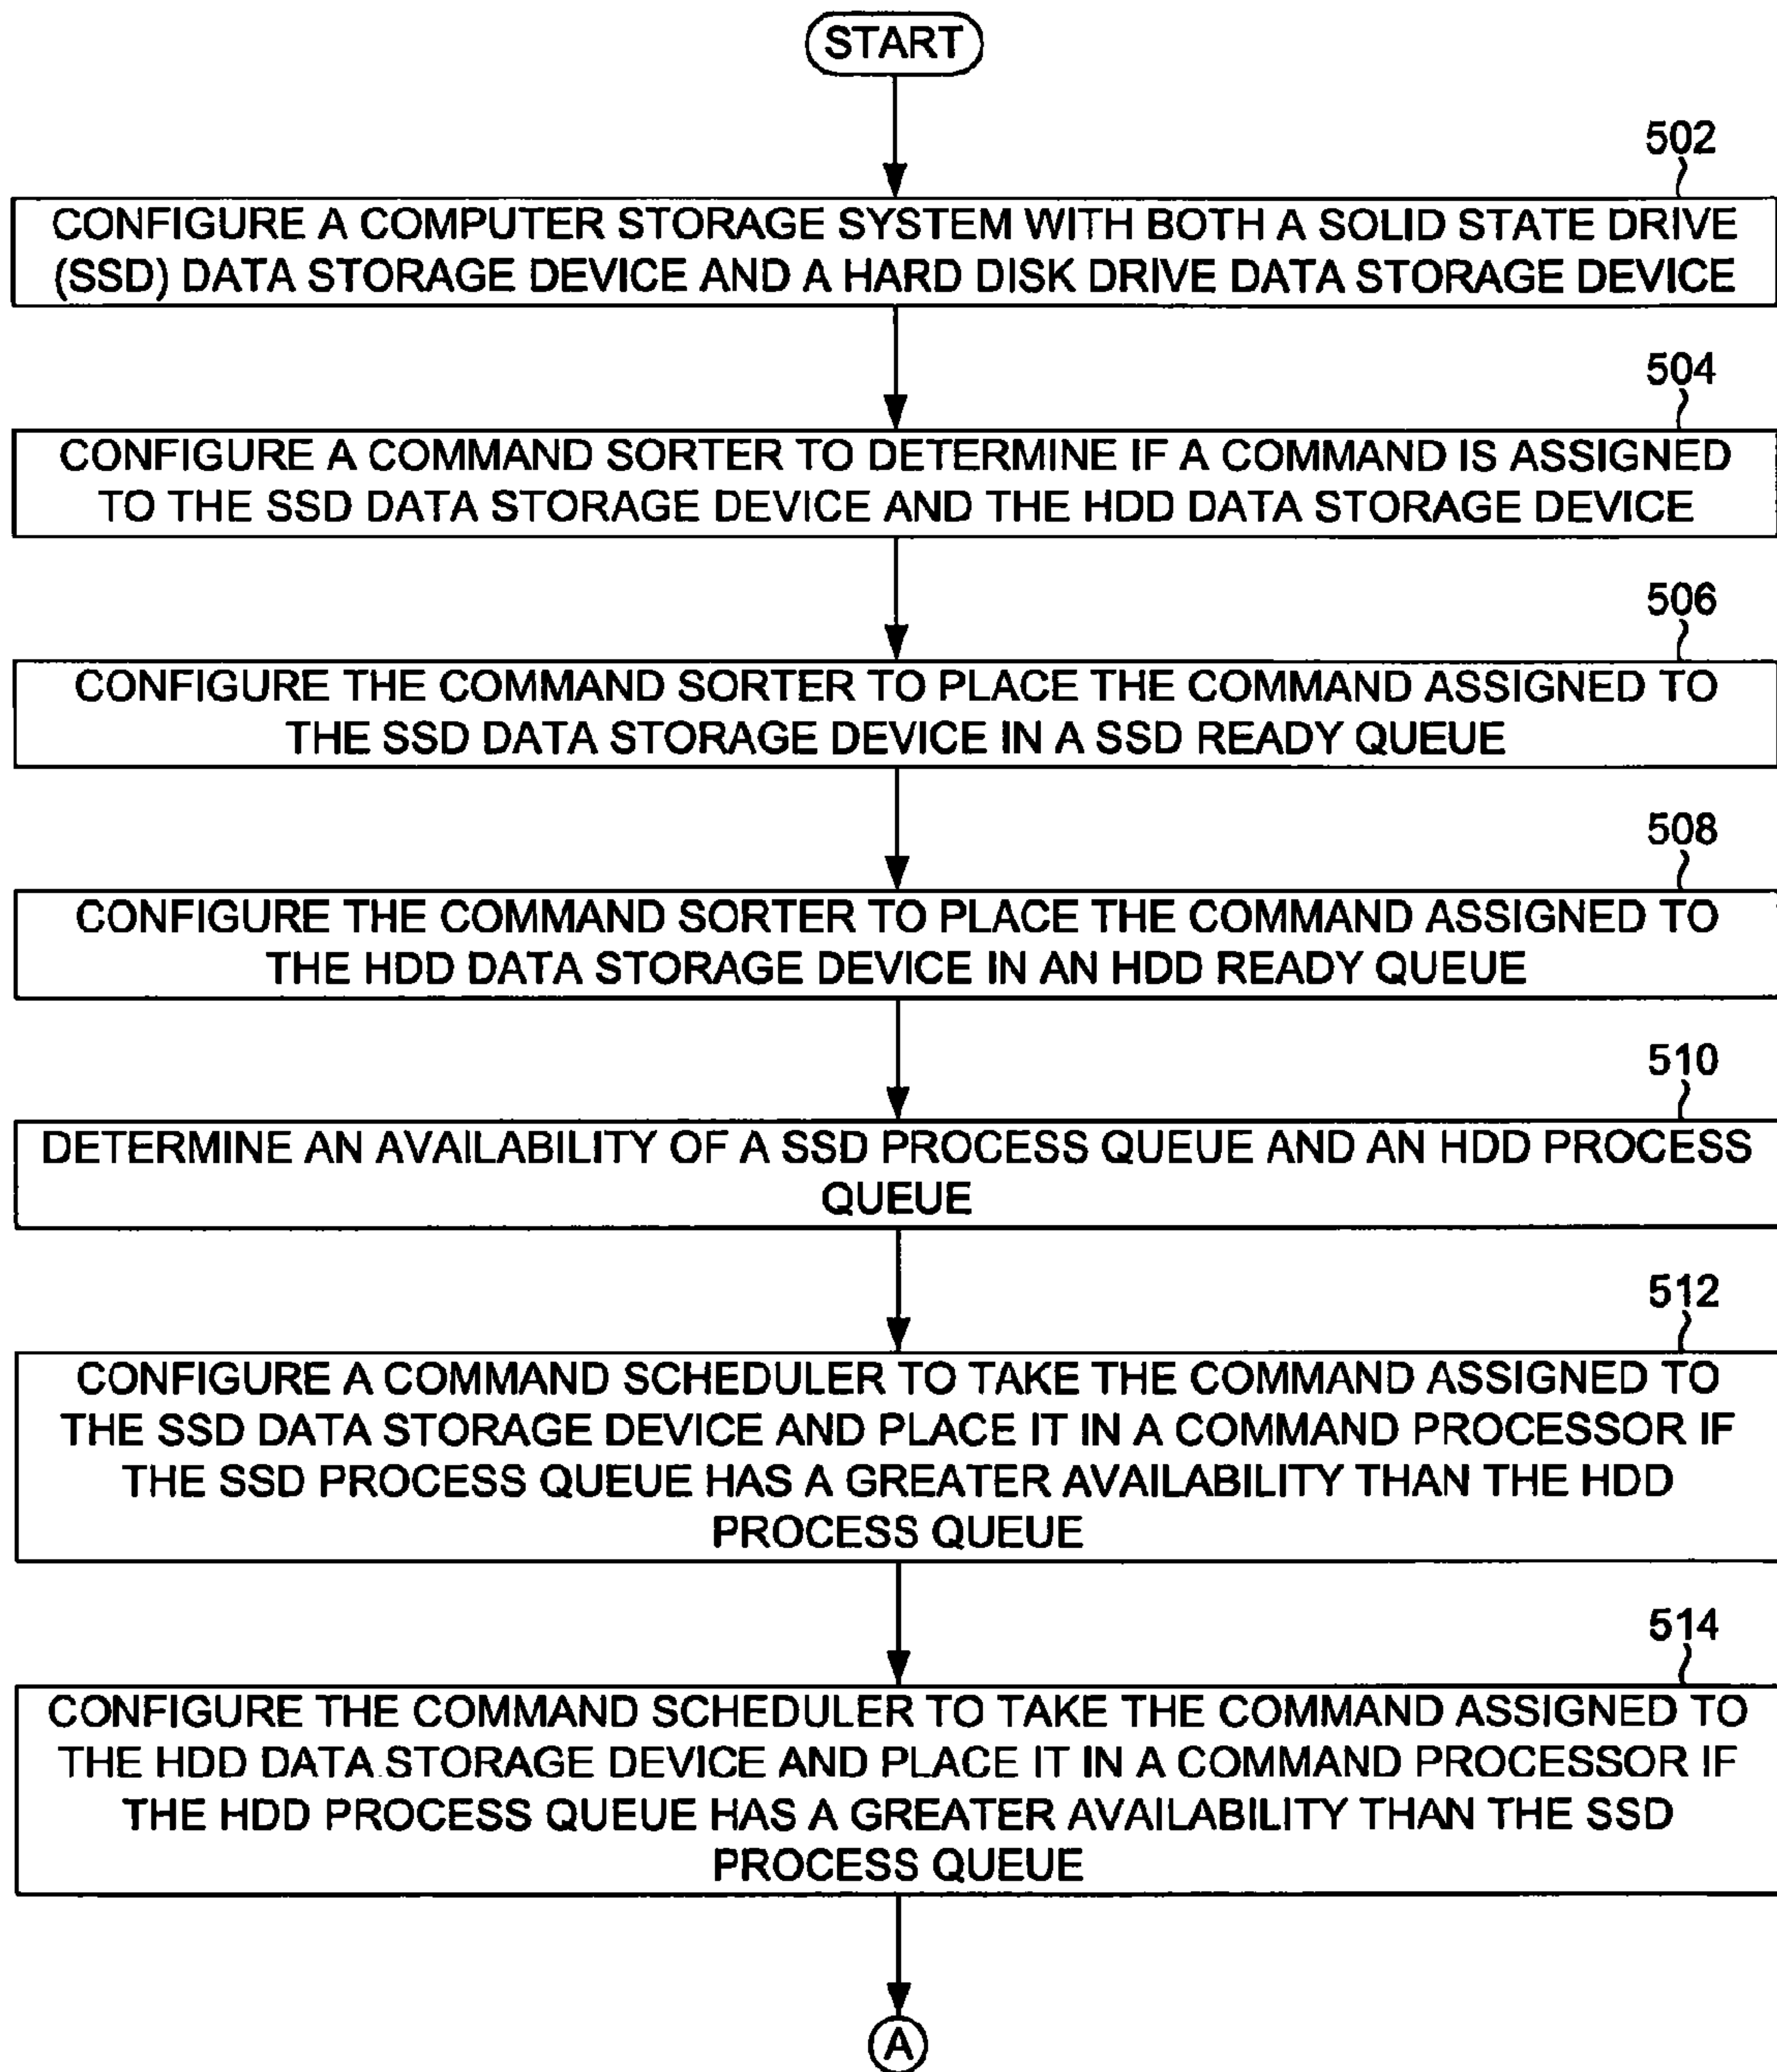 START
502
CONFIGURE A COMPUTER STORAGE SYSTEM WITH BOTH A SOLID STATE DRIVE
(SSD) DATA STORAGE DEVICE AND A HARD DISK DRIVE DATA STORAGE DEVICE
504
CONFIGURE A COMMAND SORTER TO DETERMINE IF A COMMAND IS ASSIGNED
TO THE SSD DATA STORAGE DEVICE AND THE HDD DATA STORAGE DEVICE
506
CONFIGURE THE COMMAND SORTER TO PLACE THE COMMAND ASSIGNED TO
THE SSD DATA STORAGE DEVICE IN A SSD READY QUEUE
508
CONFIGURE THE COMMAND SORTER TO PLACE THE COMMAND ASSIGNED TO
THE HDD DATA STORAGE DEVICE IN AN HDD READY QUEUE
510
DETERMINE AN AVAILABILITY OF A SSD PROCESS QUEUE AND AN HDD PROCESS
QUEUE
512
CONFIGURE A COMMAND SCHEDULER TO TAKE THE COMMAND ASSIGNED TO
THE SSD DATA STORAGE DEVICE AND PLACE IT IN A COMMAND PROCESSOR IF
THE SSD PROCESS QUEUE HAS A GREATER AVAILABILITY THAN THE HDD
PROCESS QUEUE
514
CONFIGURE THE COMMAND SCHEDULER TO TAKE THE COMMAND ASSIGNED TO
THE HDD DATA STORAGE DEVICE AND PLACE IT IN A COMMAND PROCESSOR IF
THE HDD PROCESS QUEUE HAS A GREATER AVAILABILITY THAN THE SSD
PROCESS QUEUE
A